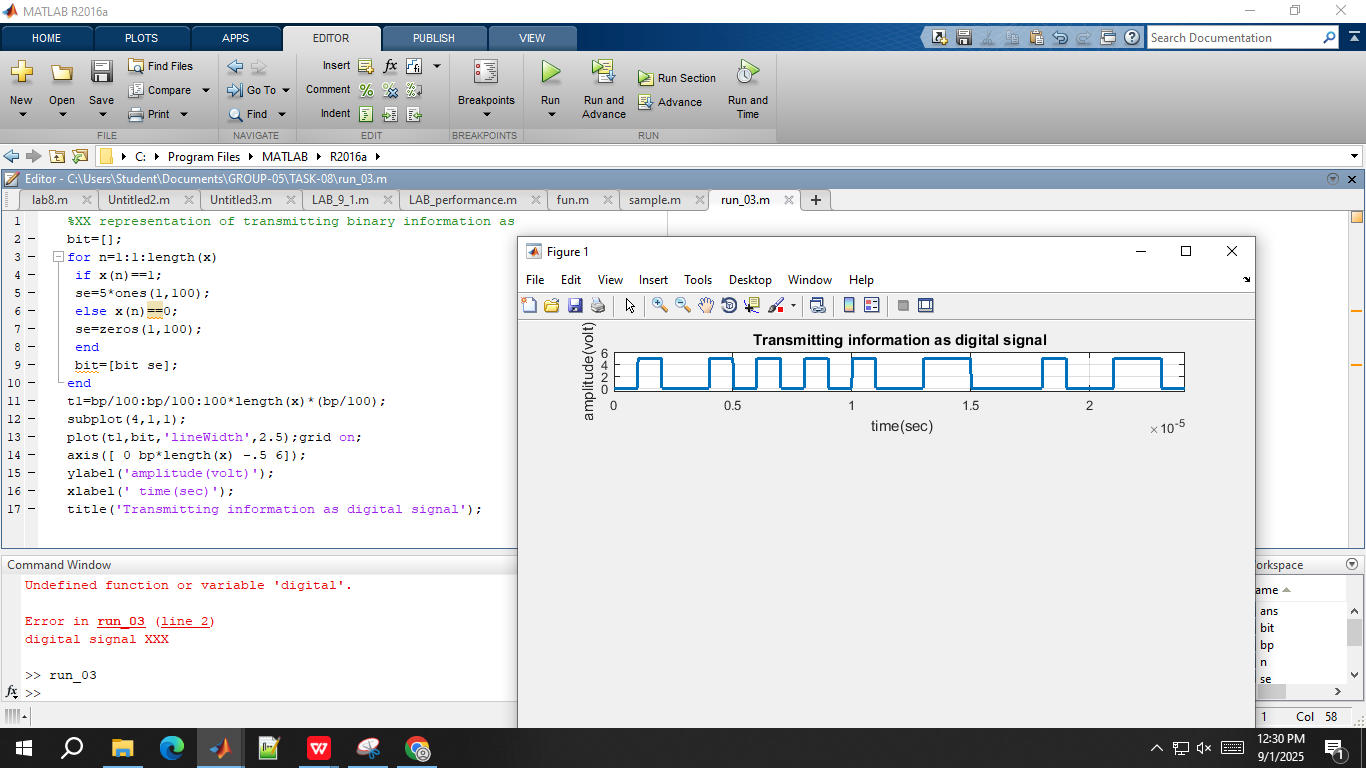 MATLAB R2016a
HOME PLOTS APPS EDITOR PUBLISH VIEW
Search Documentation
New Open Save Find Files Compare Print
Go To Find
Insert fx
Comment
Indent
Breakpoints
Run Run and Advance Run Section Advance Run and Time
FILE NAVIGATE EDIT BREAKPOINTS RUN
C: Program Files MATLAB R2016a
Editor - C:\Users\Student\Documents\GROUP-05\TASK-08\run_03.m
lab8.m Untitled2.m Untitled3.m LAB_9_1.m LAB_performance.m fun.m sample.m run_03.m
1 %XX representation of transmitting binary information as
2 bit=[];
3 for n=1:1:length(x)
4 if x(n)==1;
5 se=5*ones(1,100);
6 else x(n)==0;
7 se=zeros(1,100);
8 end
9 bit=[bit se];
10 end
11 t1=bp/100:bp/100:100*length(x)*(bp/100);
12 subplot(4,1,1);
13 plot(t1,bit,'lineWidth',2.5);grid on;
14 axis([ 0 bp*length(x) -.5 6]);
15 ylabel('amplitude(volt)');
16 xlabel(' time(sec)');
17 title('Transmitting information as digital signal');
Figure 1
File Edit View Insert Tools Desktop Window Help
Transmitting information as digital signal
amplitude(volt)
6
4
2
0
0 0.5 1 1.5 2
time(sec)
×10-5
Command Window
Undefined function or variable 'digital'.
Error in run_03 (line 2)
digital signal XXX
>> run_03
fx >>
orkspace
ame
ans
bit
bp
n
se
1 Col 58
12:30 PM
9/1/2025
1